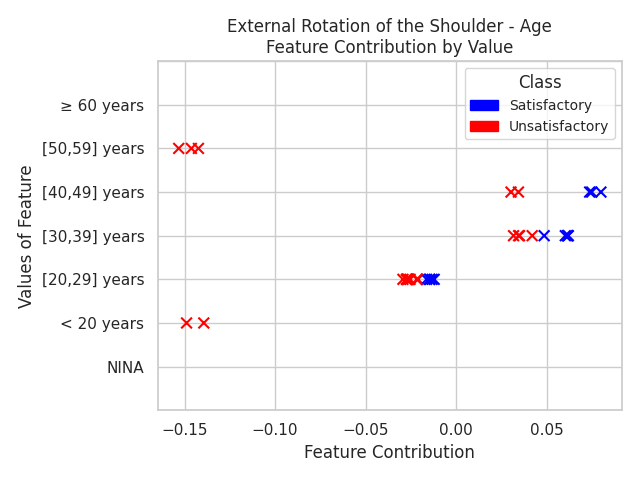 External Rotation of the Shoulder - Age
Feature Contribution by Value
Class
Satisfactory
Unsatisfactory
Values of Feature
≥ 60 years
[50,59] years
[40,49] years
[30,39] years
[20,29] years
< 20 years
NINA
−0.15
−0.10
−0.05
0.00
0.05
Feature Contribution